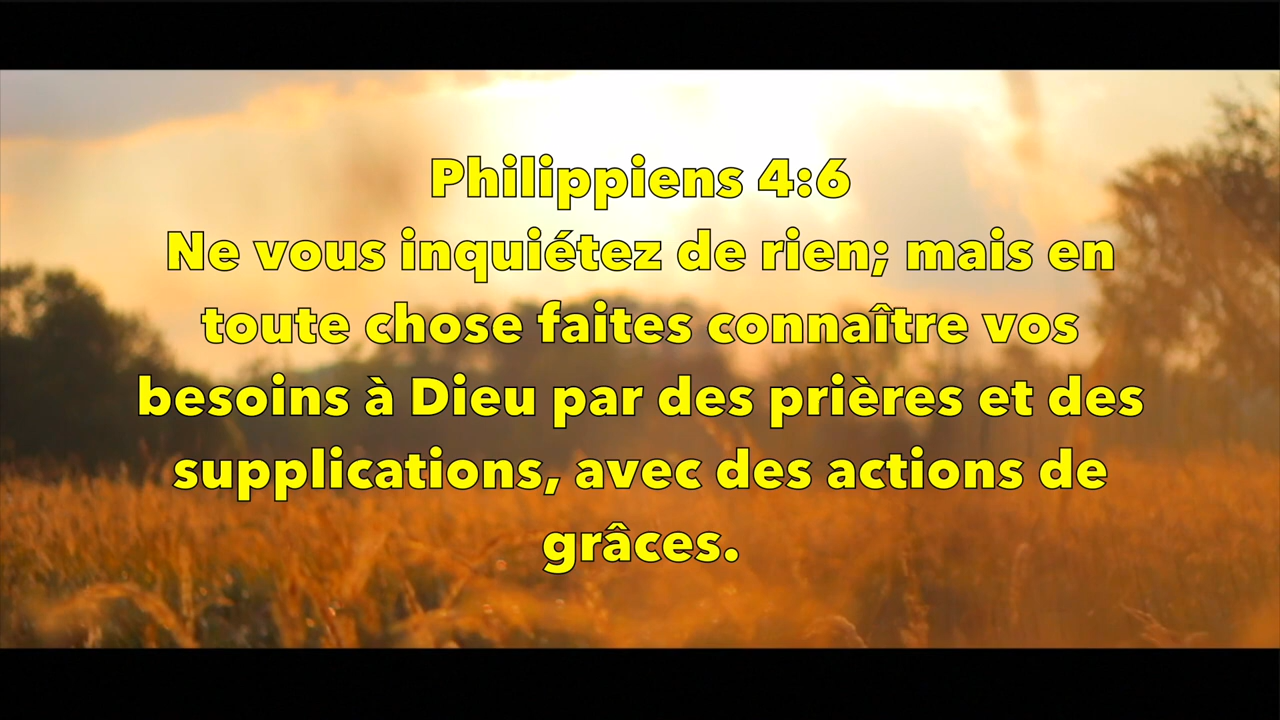 Philippiens 4:6
Ne vous inquiétez de rien; mais en
toute chose faites connaître vos
besoins à Dieu par des prières et des
supplications, avec des actions de
grâces.